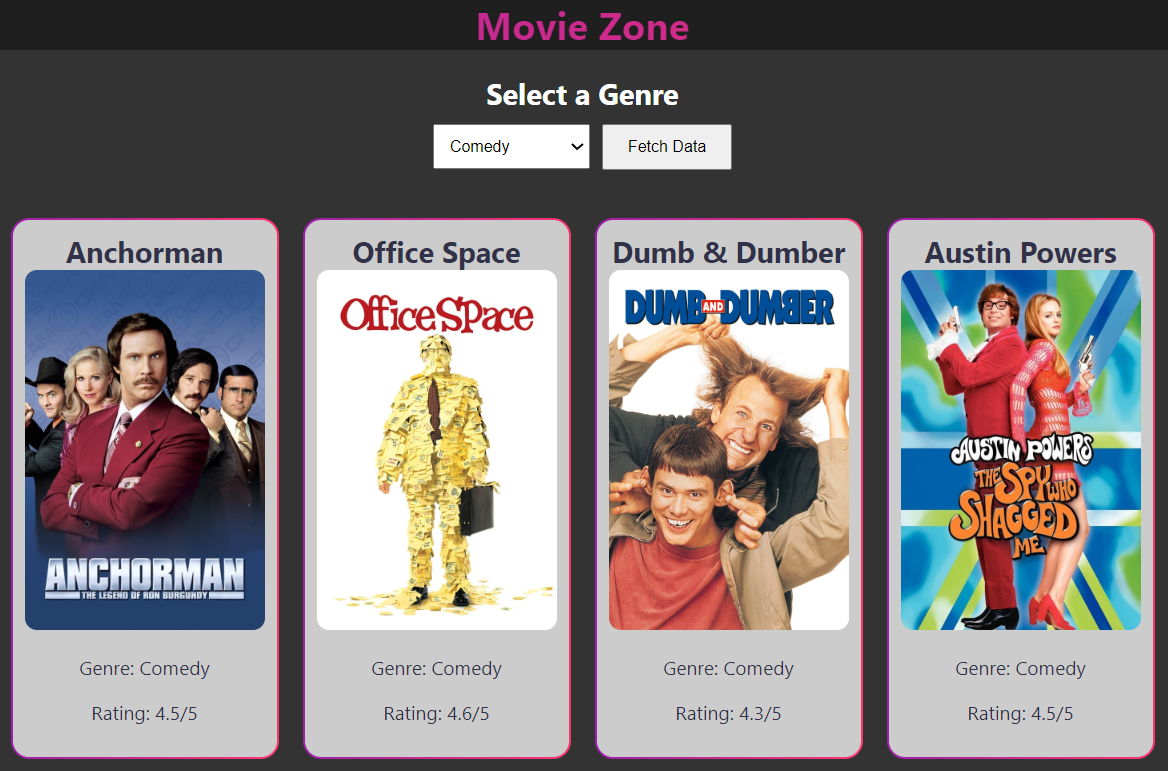 Movie Zone
Select a Genre
Comedy
Fetch Data
Anchorman
ANCHORMAN
THE LEGEND OF RON BURGUNDY
Genre: Comedy
Rating: 4.5/5
Office Space
Office Space
Genre: Comedy
Rating: 4.6/5
Dumb & Dumber
DUMB AND DUMBER
Genre: Comedy
Rating: 4.3/5
Austin Powers
AUSTIN POWERS
THE SPY WHO
SHAGGED
ME
Genre: Comedy
Rating: 4.5/5